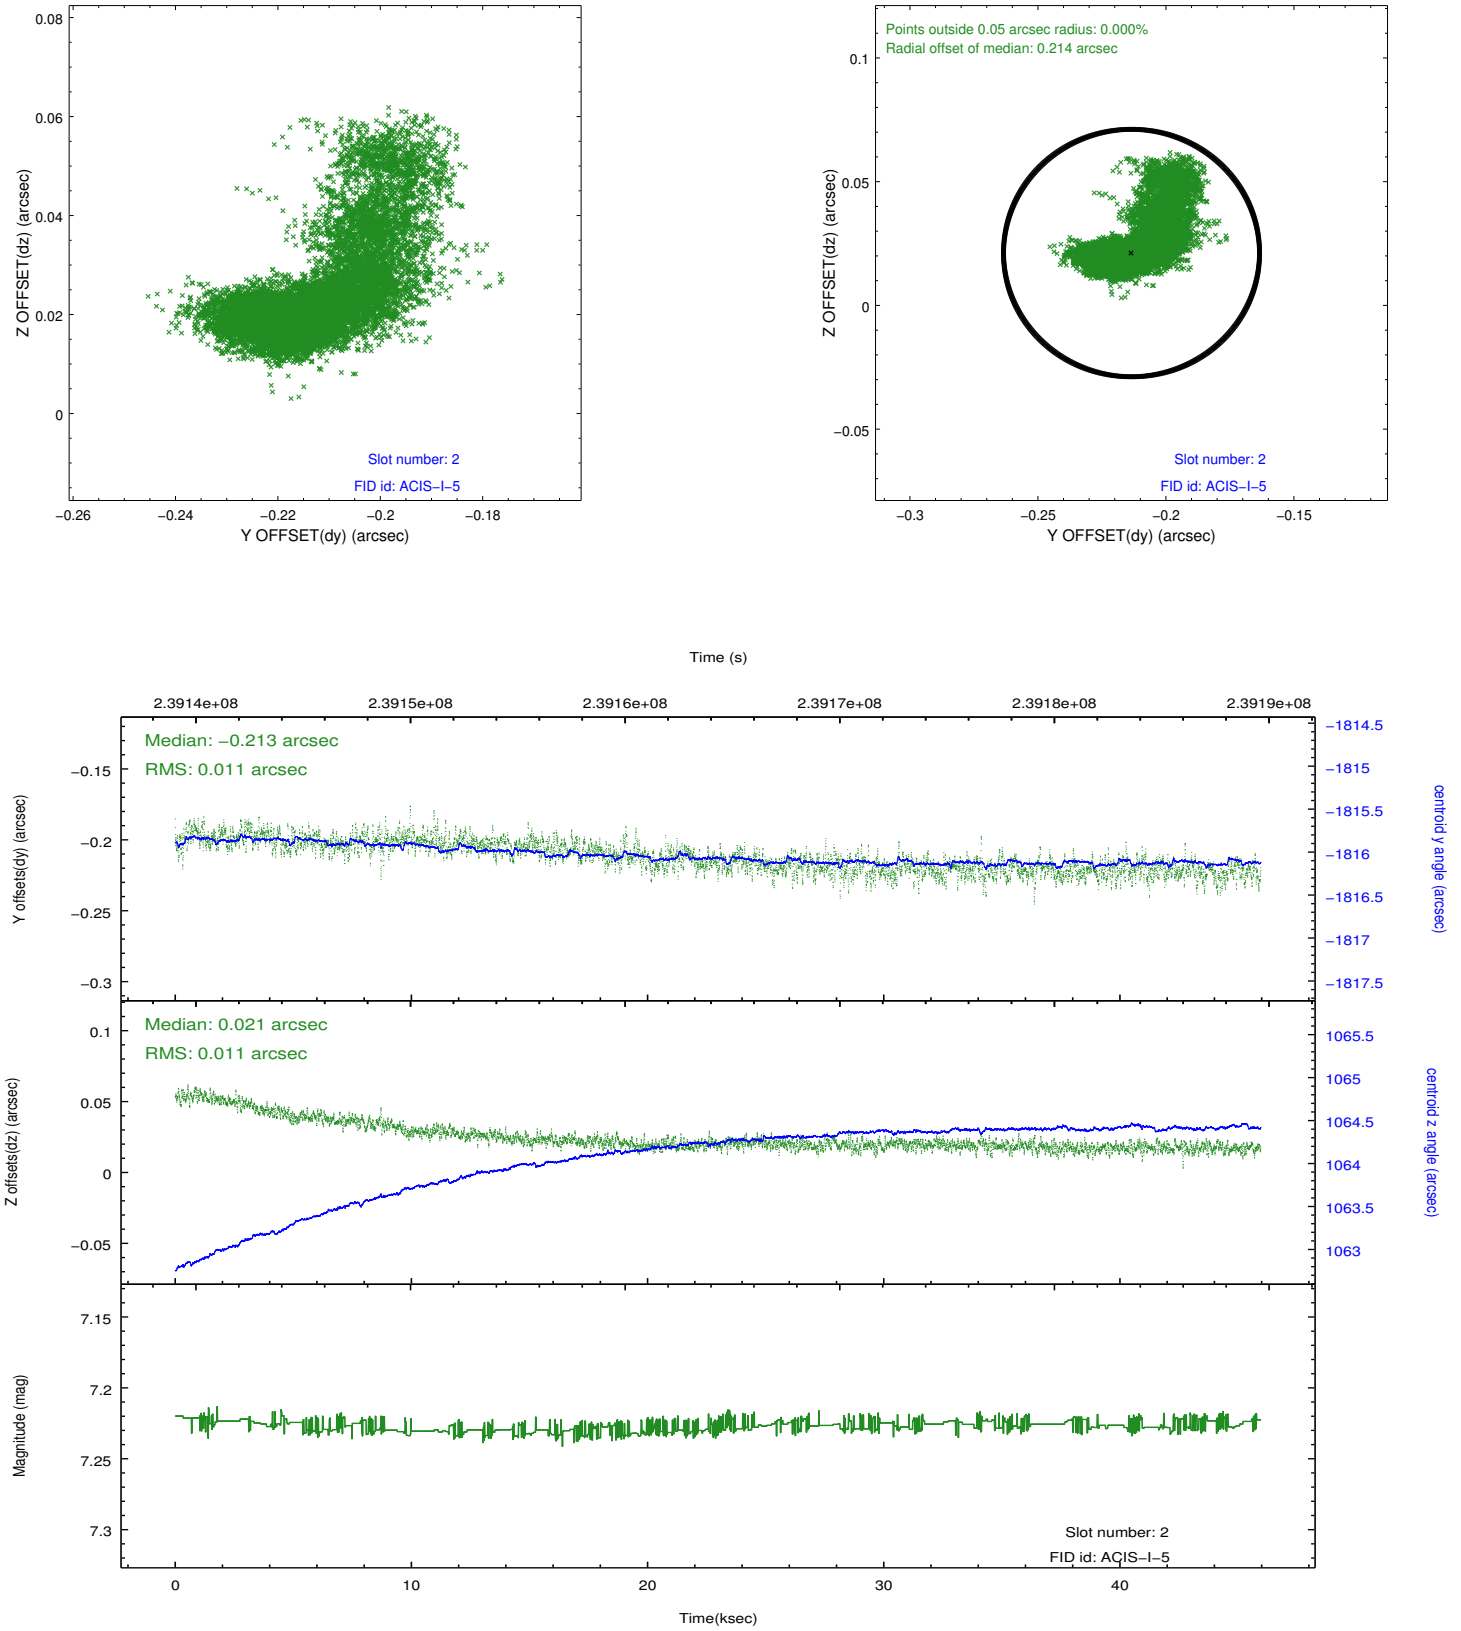 0.08
0.06
0.04
0.02
0
Z OFFSET(dz) (arcsec)
Slot number: 2
FID id: ACIS−I−5
−0.26 −0.24 −0.22 −0.2 −0.18
Y OFFSET(dy) (arcsec)
Points outside 0.05 arcsec radius: 0.000%
Radial offset of median: 0.214 arcsec
0.1
0.05
0
−0.05
Z OFFSET(dz) (arcsec)
Slot number: 2
FID id: ACIS−I−5
−0.3 −0.25 −0.2 −0.15
Y OFFSET(dy) (arcsec)
Time (s)
2.3914e+08 2.3915e+08 2.3916e+08 2.3917e+08 2.3918e+08 2.3919e+08
Median: −0.213 arcsec
RMS: 0.011 arcsec
−0.15
−0.2
−0.25
−0.3
Y offsets(dy) (arcsec)
−1814.5
−1815
−1815.5
−1816
−1816.5
−1817
−1817.5
centroid y angle (arcsec)
Median: 0.021 arcsec
RMS: 0.011 arcsec
0.1
0.05
0
−0.05
Z offsets(dz) (arcsec)
1065.5
1065
1064.5
1064
1063.5
1063
centroid z angle (arcsec)
7.15
7.2
7.25
7.3
Magnitude (mag)
Slot number: 2
FID id: ACIS−I−5
0 10 20 30 40
Time(ksec)